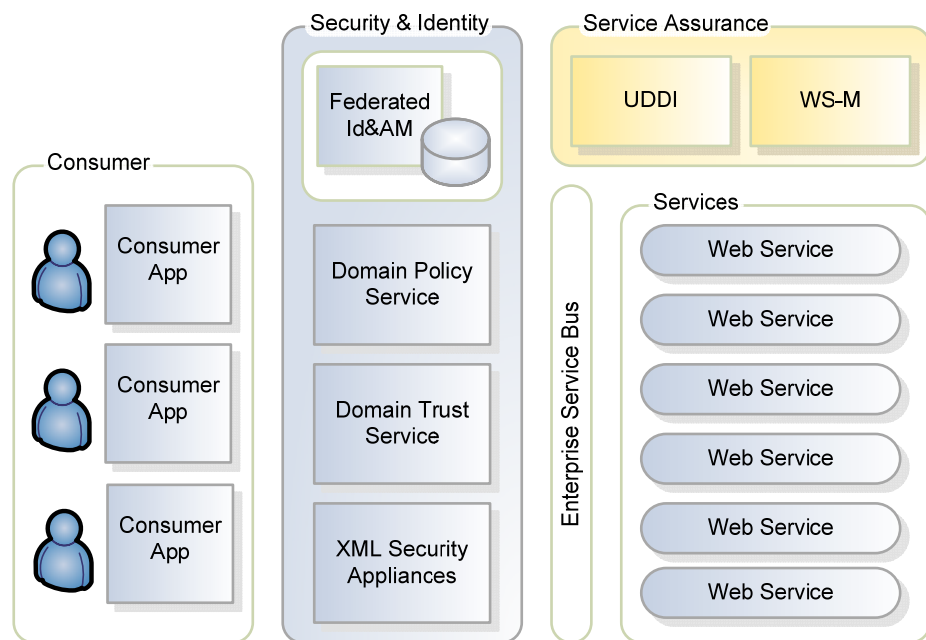 Security & Identity
Service Assurance
Federated
Id&AM
UDDI
WS-M
Consumer
Consumer
App
Consumer
App
Consumer
App
Domain Policy
Service
Domain Trust
Service
XML Security
Appliances
Enterprise Service Bus
Services
Web Service
Web Service
Web Service
Web Service
Web Service
Web Service